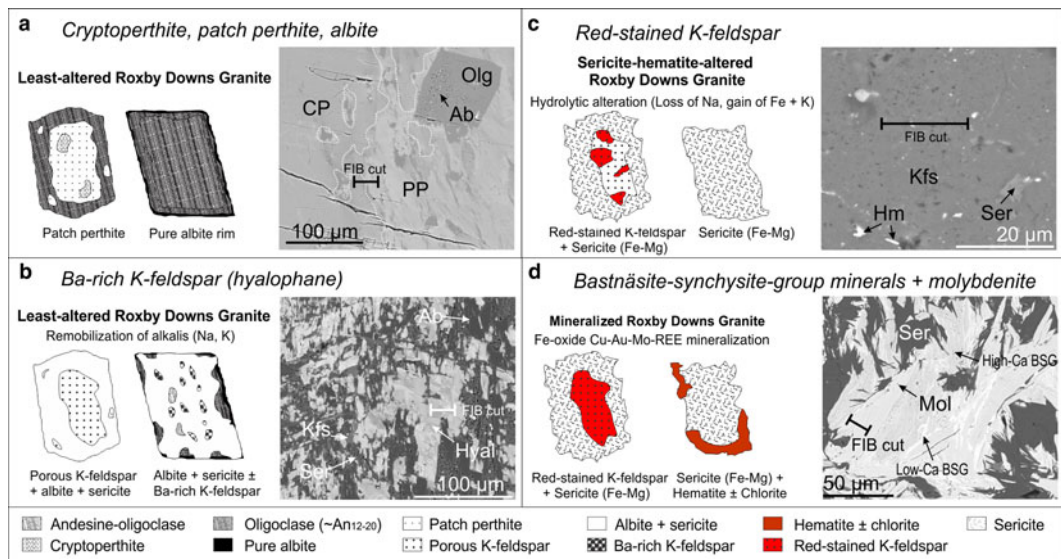 a Cryptoperthite, patch perthite, albite
Least-altered Roxby Downs Granite
Patch perthite
Pure albite rim
Olg
CP
Ab
FIB cut
PP
100 µm
b Ba-rich K-feldspar (hyalophane)
Least-altered Roxby Downs Granite
Remobilization of alkalis (Na, K)
Porous K-feldspar
+ albite + sericite
Albite + sericite ±
Ba-rich K-feldspar
Ab
FIB cut
Kfs
Hyal
Ser
100 µm
c Red-stained K-feldspar
Sericite-hematite-altered
Roxby Downs Granite
Hydrolytic alteration (Loss of Na, gain of Fe + K)
Red-stained K-feldspar
+ Sericite (Fe-Mg)
Sericite (Fe-Mg)
FIB cut
Kfs
Hm
Ser
20 µm
d Bastnäsite-synchysite-group minerals + molybdenite
Mineralized Roxby Downs Granite
Fe-oxide Cu-Au-Mo-REE mineralization
Red-stained K-feldspar
+ Sericite (Fe-Mg)
Sericite (Fe-Mg) +
Hematite ± Chlorite
Ser
High-Ca BSG
Mol
FIB cut
Low-Ca BSG
50 µm
Andesine-oligoclase
Oligoclase (~An12-20)
Patch perthite
Albite + sericite
Hematite ± chlorite
Sericite
Cryptoperthite
Pure albite
Porous K-feldspar
Ba-rich K-feldspar
Red-stained K-feldspar